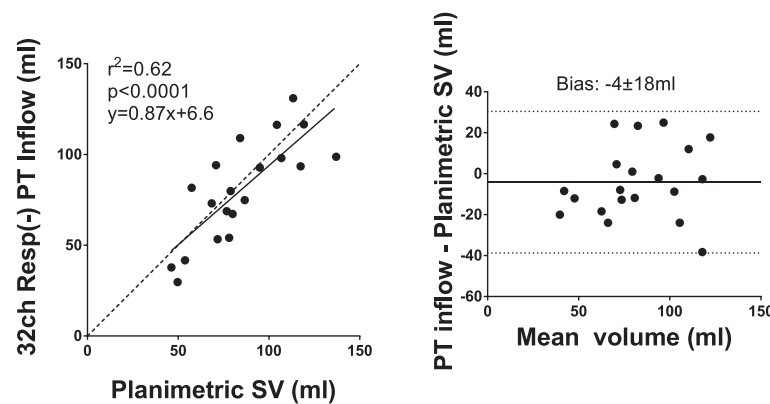 32ch Resp(-) PT Inflow (ml)
150
100
50
0
r²=0.62
p<0.0001
y=0.87x+6.6
0 50 100 150
Planimetric SV (ml)
PT inflow - Planimetric SV (ml)
Bias: -4±18ml
40
20
0
-20
-40
-60
0 50 100 150
Mean volume (ml)